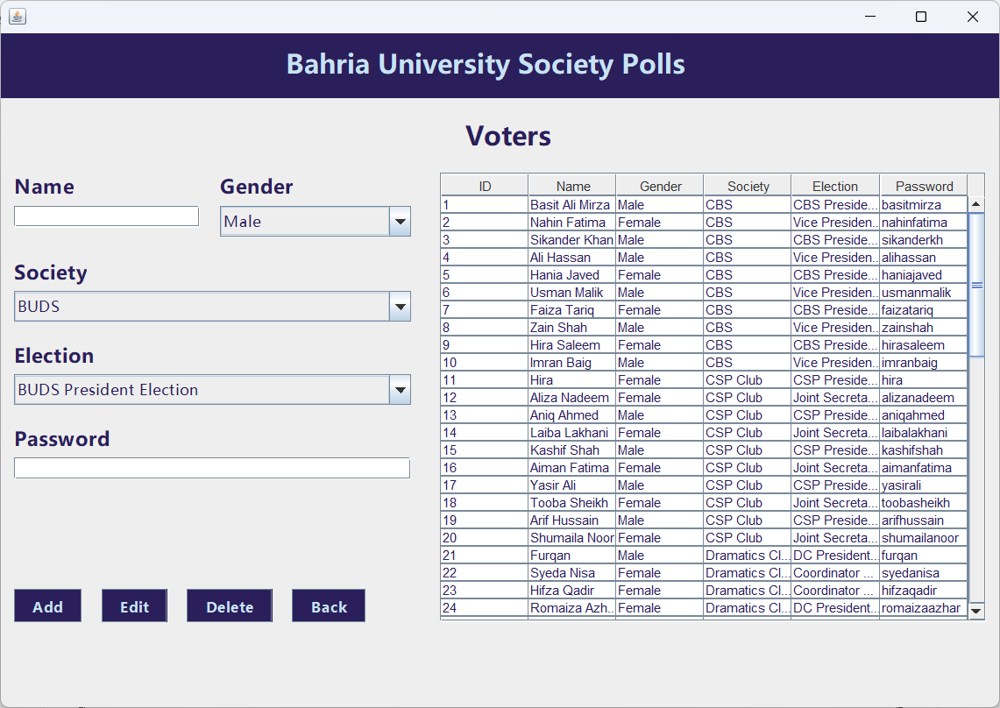 Bahria University Society Polls
Voters
Name
Gender
Male
Society
BUDS
Election
BUDS President Election
Password
Add Edit Delete Back
ID Name Gender Society Election Password
1 Basit Ali Mirza Male CBS CBS Preside... basitmirza
2 Nahin Fatima Female CBS Vice Presiden... nahinfatima
3 Sikander Khan Male CBS CBS Preside... sikanderkh
4 Ali Hassan Male CBS Vice Presiden... alihassan
5 Hania Javed Female CBS CBS Preside... haniajaved
6 Usman Malik Male CBS Vice Presiden... usmanmalik
7 Faiza Tariq Female CBS CBS Preside... faizatariq
8 Zain Shah Male CBS Vice Presiden... zainshah
9 Hira Saleem Female CBS CBS Preside... hirasaleem
10 Imran Baig Male CBS Vice Presiden... imranbaig
11 Hira Female CSP Club CSP Preside... hira
12 Aliza Nadeem Female CSP Club Joint Secreta... alizanadeem
13 Aniq Ahmed Male CSP Club CSP Preside... aniqahmed
14 Laiba Lakhani Female CSP Club Joint Secreta... laibalakhani
15 Kashif Shah Male CSP Club CSP Preside... kashifshah
16 Aiman Fatima Female CSP Club Joint Secreta... aimanfatima
17 Yasir Ali Male CSP Club CSP Preside... yasirali
18 Tooba Sheikh Female CSP Club Joint Secreta... toobasheikh
19 Arif Hussain Male CSP Club CSP Preside... arifhussain
20 Shumaila Noor Female CSP Club Joint Secreta... shumailanoor
21 Furqan Male Dramatics Cl... DC President... furqan
22 Syeda Nisa Female Dramatics Cl... Coordinator ... syedanisa
23 Hifza Qadir Female Dramatics Cl... Coordinator ... hifzaqadir
24 Romaiza Azh... Female Dramatics Cl... DC President... romaizaazhar